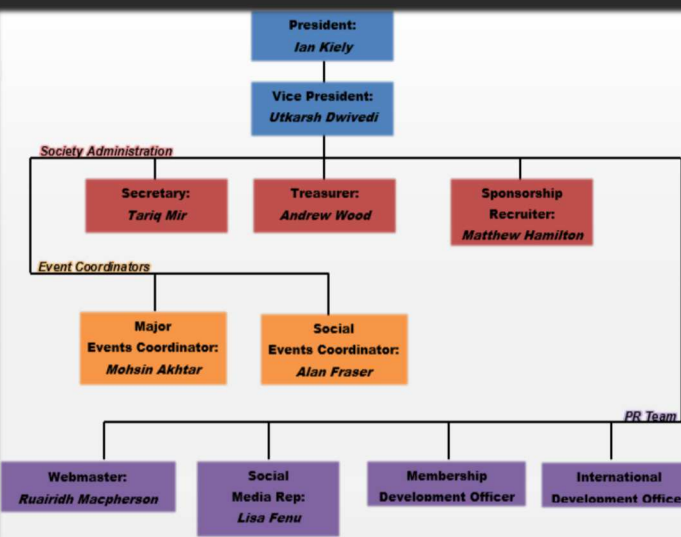 President:
Ian Kiely
Vice President:
Utkarsh Dwivedi
Society Administration
Secretary:
Tariq Mir
Treasurer:
Andrew Wood
Sponsorship
Recruiter:
Matthew Hamilton
Event Coordinators
Major
Events Coordinator:
Mohsin Akhtar
Social
Events Coordinator:
Alan Fraser
PR Team
Webmaster:
Ruairidh Macpherson
Social
Media Rep:
Lisa Fenu
Membership
Development Officer
International
Development Office